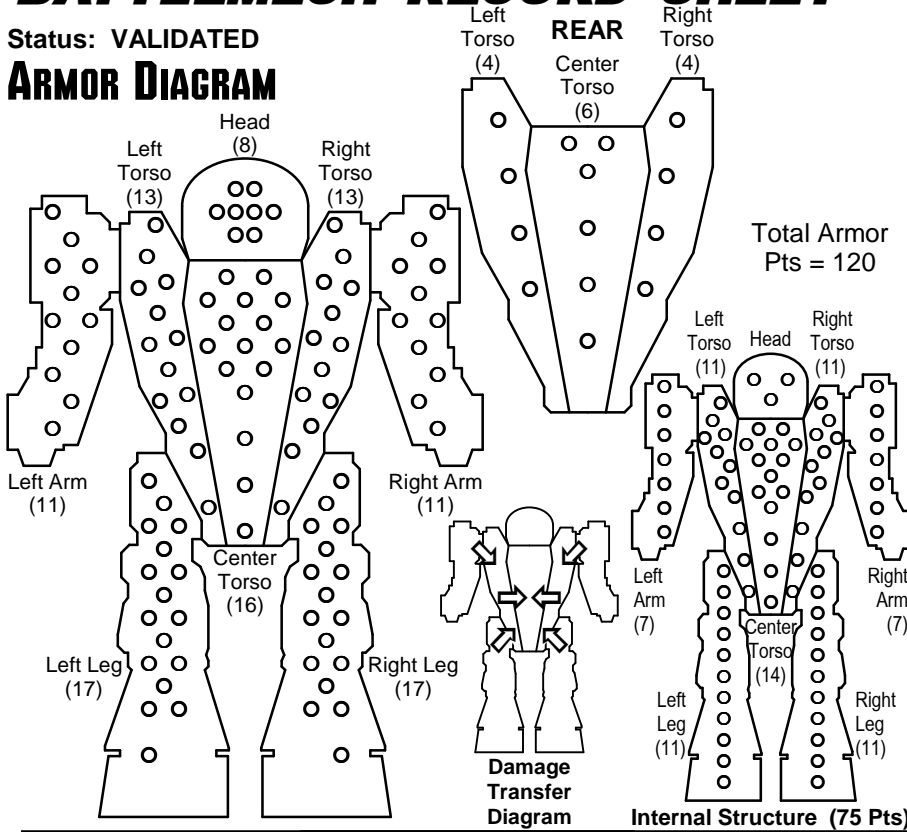 BATTLEMECH RECORD SHEET
Status: VALIDATED
ARMOR DIAGRAM
Left
Torso
(4)
REAR
Center
Torso
(6)
Right
Torso
(4)
Left
Torso
(13)
Head
(8)
Right
Torso
(13)
Total Armor
Pts = 120
Left Arm
(11)
Right Arm
(11)
Center
Torso
(16)
Left Leg
(17)
Right Leg
(17)
Damage
Transfer
Diagram
Left
Torso
(11)
Head
Right
Torso
(11)
Left
Arm
(7)
Right
Arm
(7)
Center
Torso
(14)
Left
Leg
(11)
Right
Leg
(11)
Internal Structure (75 Pts)